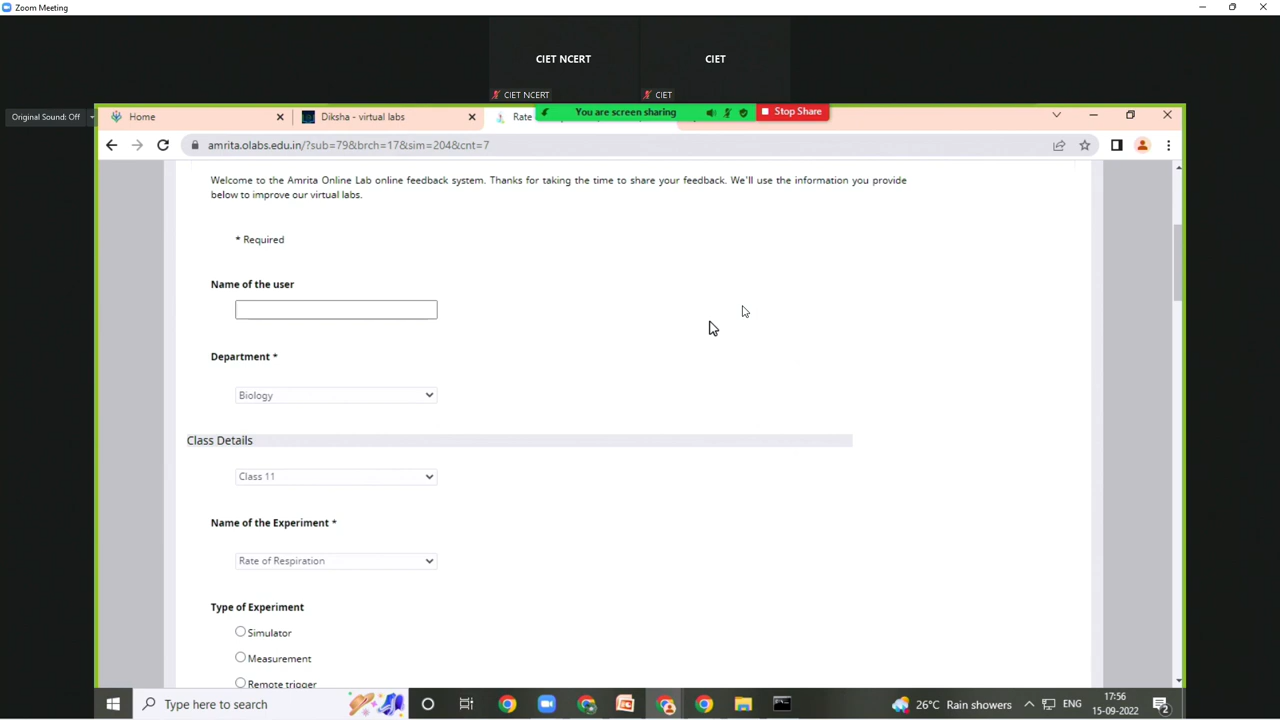 Zoom Meeting
CIET NCERT
CIET
CIET NCERT
CIET
Original Sound: Off
Home
Diksha - virtual labs
Rate
You are screen sharing
Stop Share
amrita.olabs.edu.in/?sub=79&brch=17&sim=204&cnt=7
Welcome to the Amrita Online Lab online feedback system. Thanks for taking the time to share your feedback. We'll use the information you provide
below to improve our virtual labs.
* Required
Name of the user
Department *
Biology
Class Details
Class 11
Name of the Experiment *
Rate of Respiration
Type of Experiment
Simulator
Measurement
Remote trigger
Type here to search
26°C Rain showers
ENG
17:56
15-09-2022
2